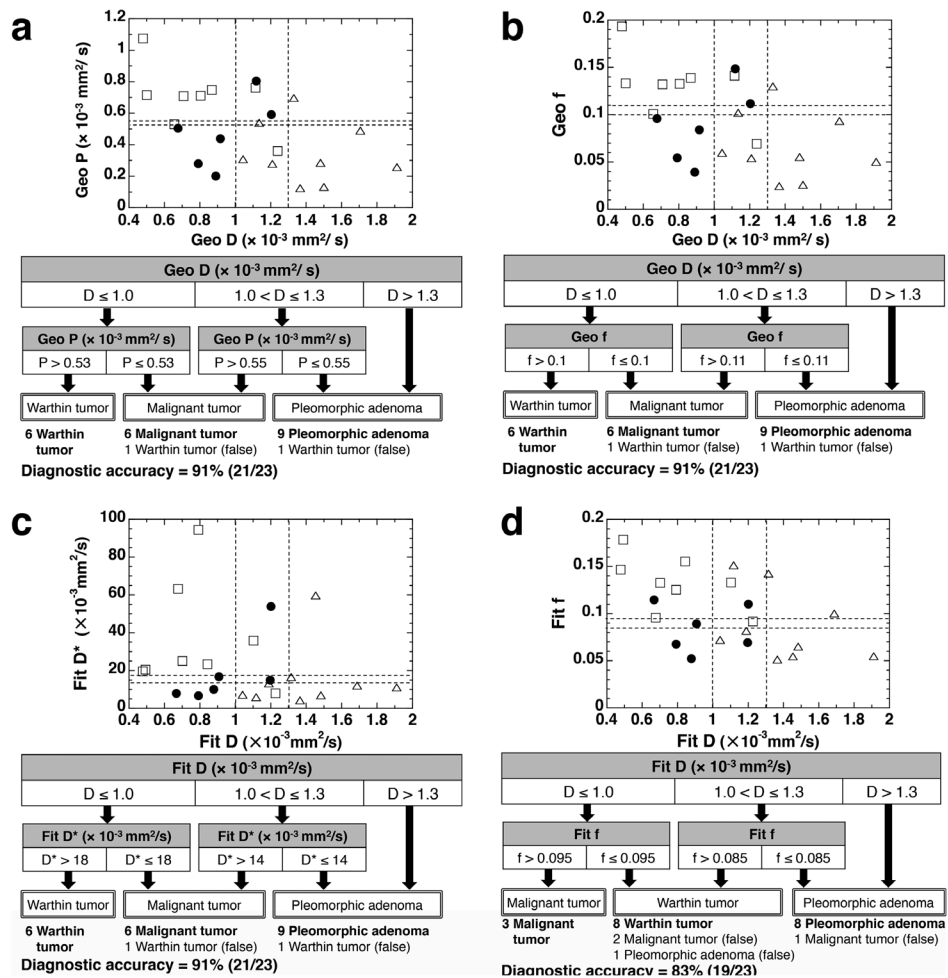 a
1.2
1
0.8
0.6
0.4
0.2
0
Geo P (× 10-3 mm2/ s)
0.4 0.6 0.8 1 1.2 1.4 1.6 1.8 2
Geo D (× 10-3 mm2/ s)
Geo D (× 10-3 mm2/ s)
D ≤ 1.0 1.0 < D ≤ 1.3 D > 1.3
Geo P (× 10-3 mm2/ s) Geo P (× 10-3 mm2/ s)
P > 0.53 P ≤ 0.53 P > 0.55 P ≤ 0.55
Warthin tumor Malignant tumor Pleomorphic adenoma
6 Warthin tumor
6 Malignant tumor
1 Warthin tumor (false)
9 Pleomorphic adenoma
1 Warthin tumor (false)
Diagnostic accuracy = 91% (21/23)
b
0.2
0.15
0.1
0.05
0
Geo f
0.4 0.6 0.8 1 1.2 1.4 1.6 1.8 2
Geo D (× 10-3 mm2/ s)
Geo D (× 10-3 mm2/ s)
D ≤ 1.0 1.0 < D ≤ 1.3 D > 1.3
Geo f Geo f
f > 0.1 f ≤ 0.1 f > 0.11 f ≤ 0.11
Warthin tumor Malignant tumor Pleomorphic adenoma
6 Warthin tumor
6 Malignant tumor
1 Warthin tumor (false)
9 Pleomorphic adenoma
1 Warthin tumor (false)
Diagnostic accuracy = 91% (21/23)
c
100
80
60
40
20
0
Fit D* (×10-3mm2/s)
0.4 0.6 0.8 1 1.2 1.4 1.6 1.8 2
Fit D (×10-3mm2/s)
Fit D (× 10-3 mm2/s)
D ≤ 1.0 1.0 < D ≤ 1.3 D > 1.3
Fit D* (× 10-3 mm2/s) Fit D* (× 10-3 mm2/s)
D* > 18 D* ≤ 18 D* > 14 D* ≤ 14
Warthin tumor Malignant tumor Pleomorphic adenoma
6 Warthin tumor
6 Malignant tumor
1 Warthin tumor (false)
9 Pleomorphic adenoma
1 Warthin tumor (false)
Diagnostic accuracy = 91% (21/23)
d
0.2
0.15
0.1
0.05
0
Fit f
0.4 0.6 0.8 1 1.2 1.4 1.6 1.8 2
Fit D (×10-3mm2/s)
Fit D (× 10-3 mm2/s)
D ≤ 1.0 1.0 < D ≤ 1.3 D > 1.3
Fit f Fit f
f > 0.095 f ≤ 0.095 f > 0.085 f ≤ 0.085
Malignant tumor Warthin tumor Pleomorphic adenoma
3 Malignant tumor
8 Warthin tumor
2 Malignant tumor (false)
1 Pleomorphic adenoma (false)
8 Pleomorphic adenoma
1 Malignant tumor (false)
Diagnostic accuracy = 83% (19/23)